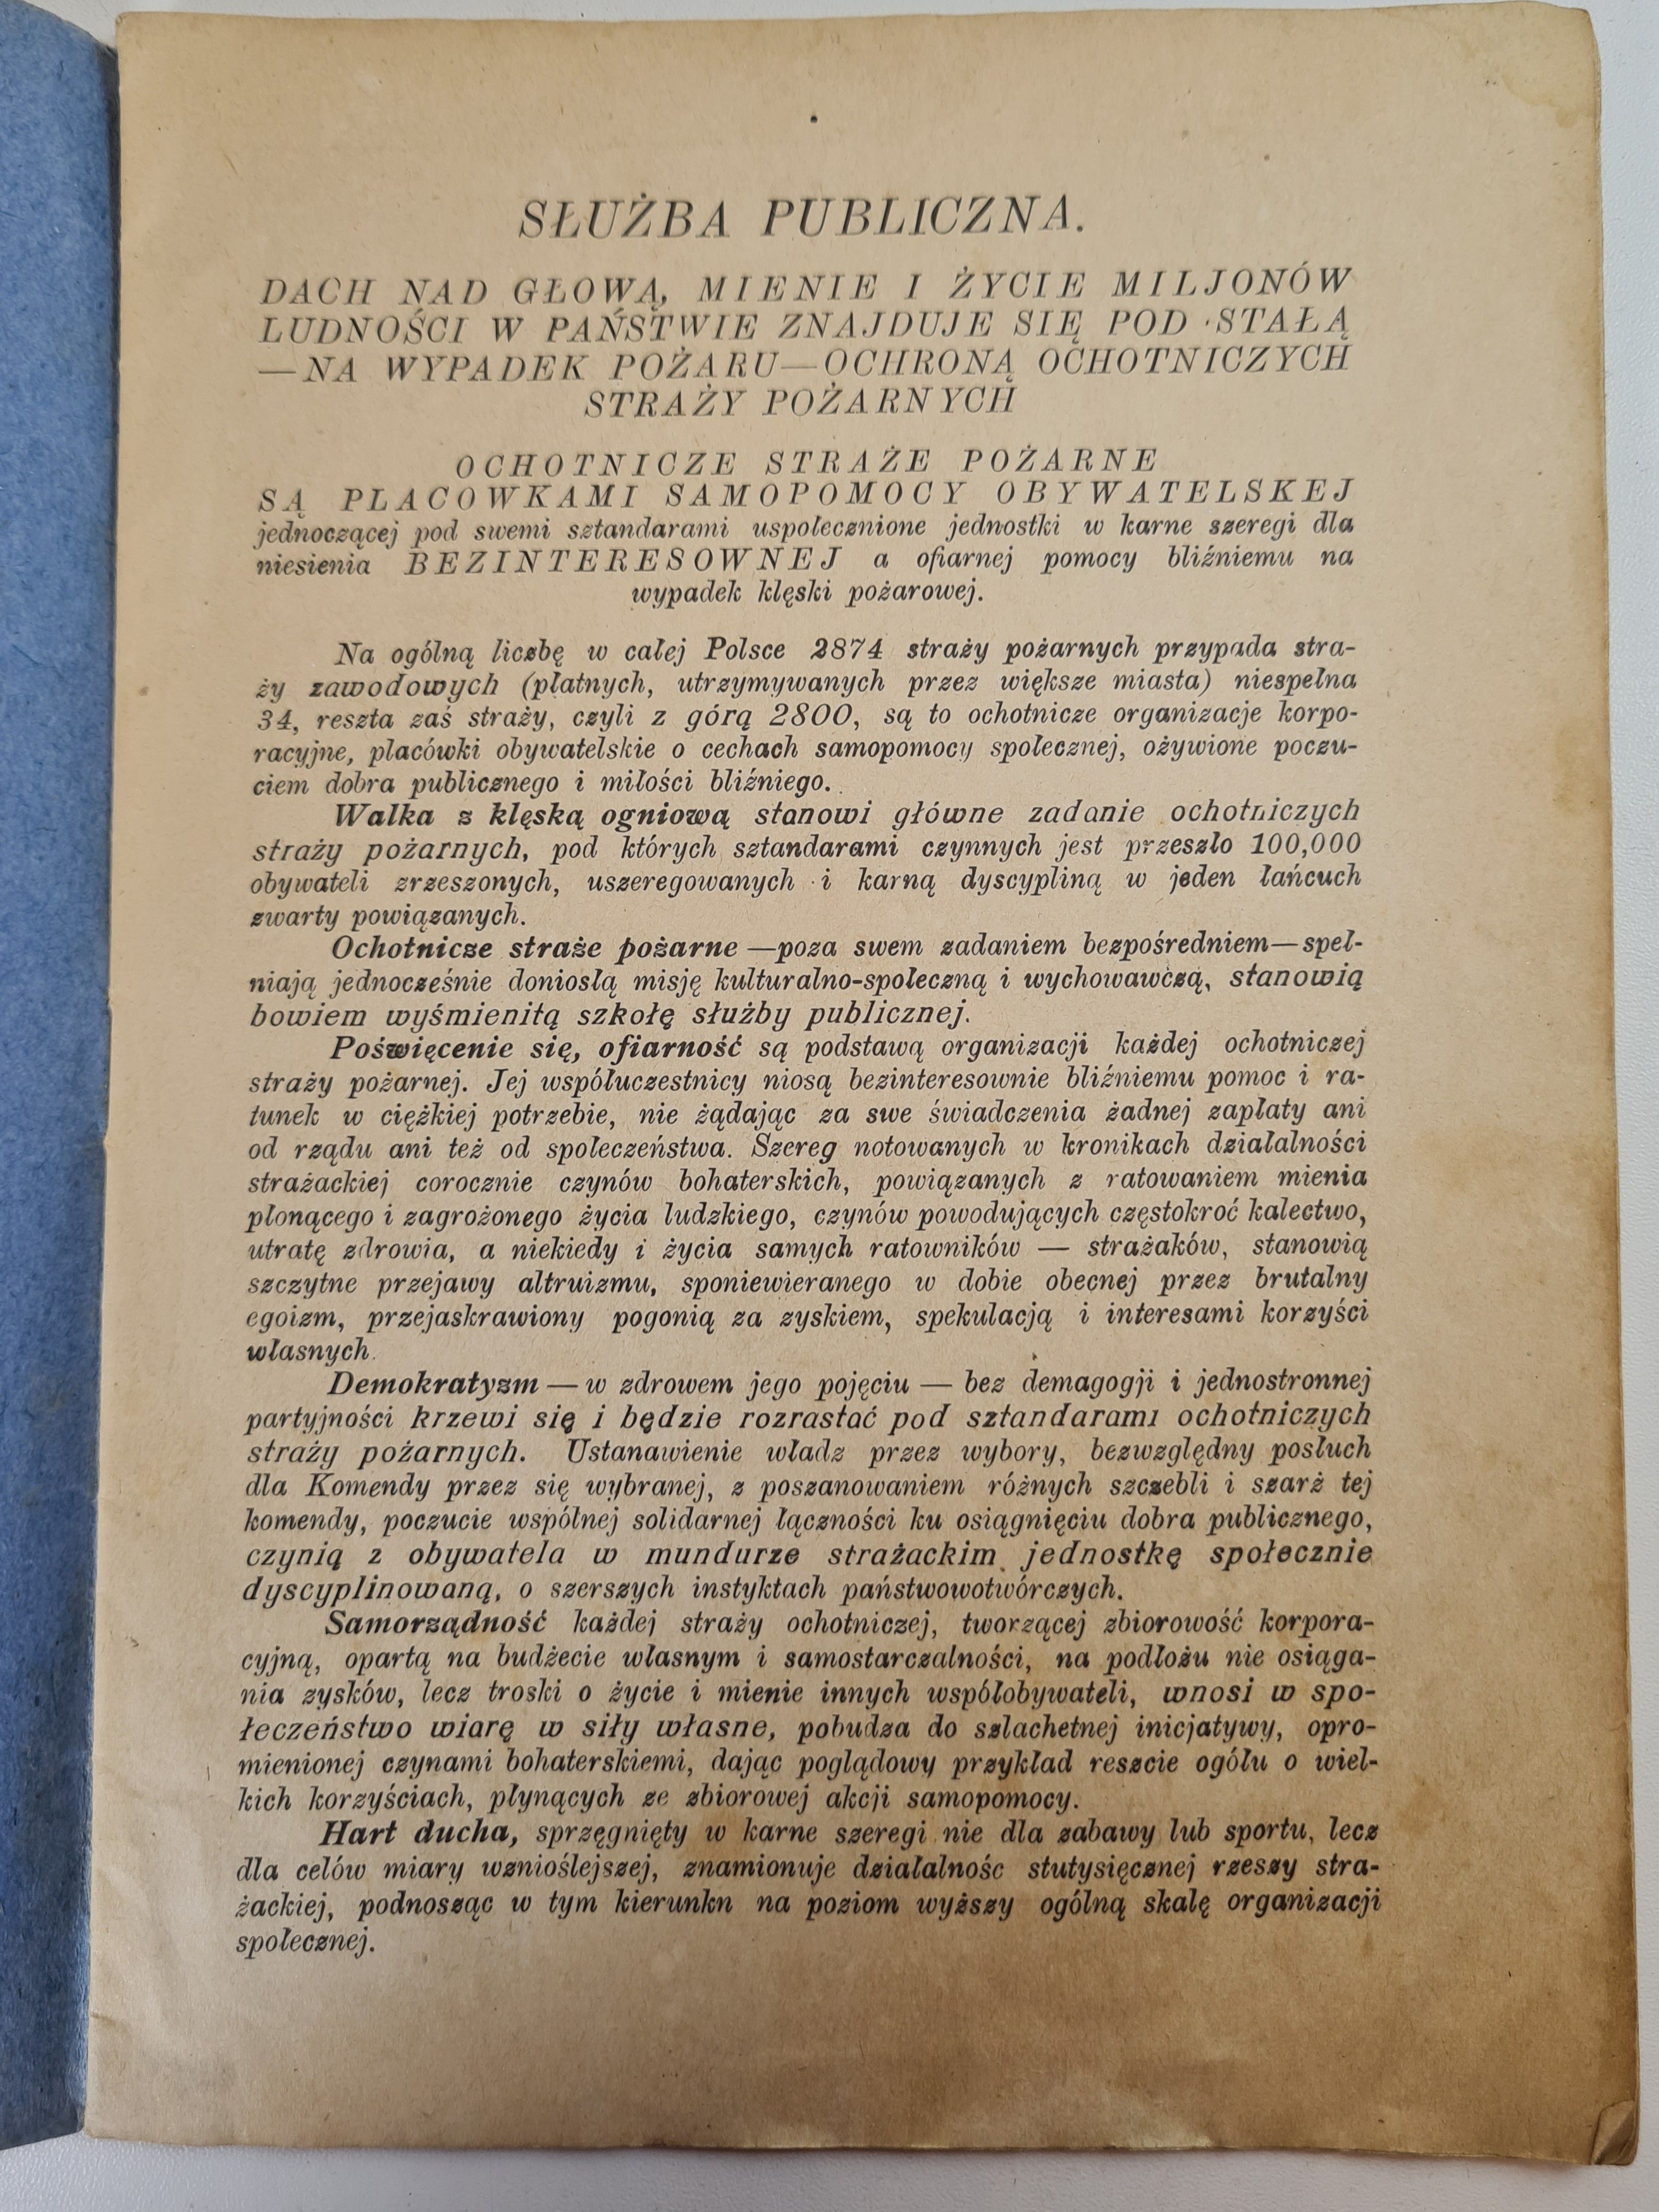 SŁUŻBA PUBLICZNA.
DACH NAD GŁOWĄ, MIENIE I ŻYCIE MILJONÓW
LUDNOŚCI W PAŃSTWIE ZNAJDUJE SIĘ POD STAŁĄ
—NA WYPADEK POŻARU—OCHRONĄ OCHOTNICZYCH
STRAŻY POŻARNYCH
OCHOTNICZE STRAŻE POŻARNE
SĄ PLACOWKAMI SAMOPOMOCY OBYWATELSKEJ
jednoczącej pod swemi sztandarami uspołecznione jednostki w karne szeregi dla
niesienia BEZINTERESOWNEJ a ofiarnej pomocy bliźniemu na
wypadek klęski pożarowej.
Na ogólną liczbę w całej Polsce 2874 straży pożarnych przypada stra-
ży zawodowych (płatnych, utrzymywanych przez większe miasta) niespełna
34, reszta zaś straży, czyli z górą 2800, są to ochotnicze organizacje korpo-
racyjne, placówki obywatelskie o cechach samopomocy społecznej, ożywione poczu-
ciem dobra publicznego i miłości bliźniego.
Walka z klęską ogniową stanowi główne zadanie ochotniczych
straży pożarnych, pod których sztandarami czynnych jest przeszło 100,000
obywateli zrzeszonych, uszeregowanych i karną dyscypliną w jeden łańcuch
zwarty powiązanych.
Ochotnicze straże pożarne —poza swem zadaniem bezpośredniem— speł-
niają jednocześnie doniosłą misję kulturalno-społeczną i wychowawczą, stanowią
bowiem wyśmienitą szkołę służby publicznej.
Poświęcenie się, ofiarność są podstawą organizacji każdej ochotniczej
straży pożarnej. Jej współuczestnicy niosą bezinteresownie bliźniemu pomoc i ra-
tunek w ciężkiej potrzebie, nie żądając za swe świadczenia żadnej zapłaty ani
od rządu ani też od społeczeństwa. Szereg notowanych w kronikach działalności
strażackiej corocznie czynów bohaterskich, powiązanych z ratowaniem mienia
płonącego i zagrożonego życia ludzkiego, czynów powodujących częstokroć kalectwo,
utratę zdrowia, a niekiedy i życia samych ratowników — strażaków, stanowią
szczytne przejawy altruizmu, sponiewieranego w dobie obecnej przez brutalny
egoizm, przejaskrawiony pogonią za zyskiem, spekulacją i interesami korzyści
własnych.
Demokratyzm — w zdrowem jego pojęciu — bez demagogji i jednostronnej
partyjności krzewi się i będzie rozrastać pod sztandarami ochotniczych
straży pożarnych. Ustanawienie władz przez wybory, bezwzględny posłuch
dla Komendy przez się wybranej, z poszanowaniem różnych szczebli i szarż tej
komendy, poczucie wspólnej solidarnej łączności ku osiągnięciu dobra publicznego,
czynią z obywatela w mundurze strażackim jednostkę społecznie
dyscyplinowaną, o szerszych instyktach państwowotwórczych.
Samorządność każdej straży ochotniczej, tworzącej zbiorowość korpora-
cyjną, opartą na budżecie własnym i samostarczalności, na podłożu nie osiąga-
nia zysków, lecz troski o życie i mienie innych współobywateli, wnosi w spo-
łeczeństwo wiarę w siły własne, pobudza do szlachetnej inicjatywy, opro-
mienionej czynami bohaterskiemi, dając poglądowy przykład reszcie ogółu o wiel-
kich korzyściach, płynących ze zbiorowej akcji samopomocy.
Hart ducha, sprzęgnięty w karne szeregi nie dla zabawy lub sportu, lecz
dla celów miary wznioślejszej, znamionuje działalnośc stutysięcznej rzeszy stra-
żackiej, podnosząc w tym kierunkn na poziom wyższy ogólną skalę organizacji
społecznej.